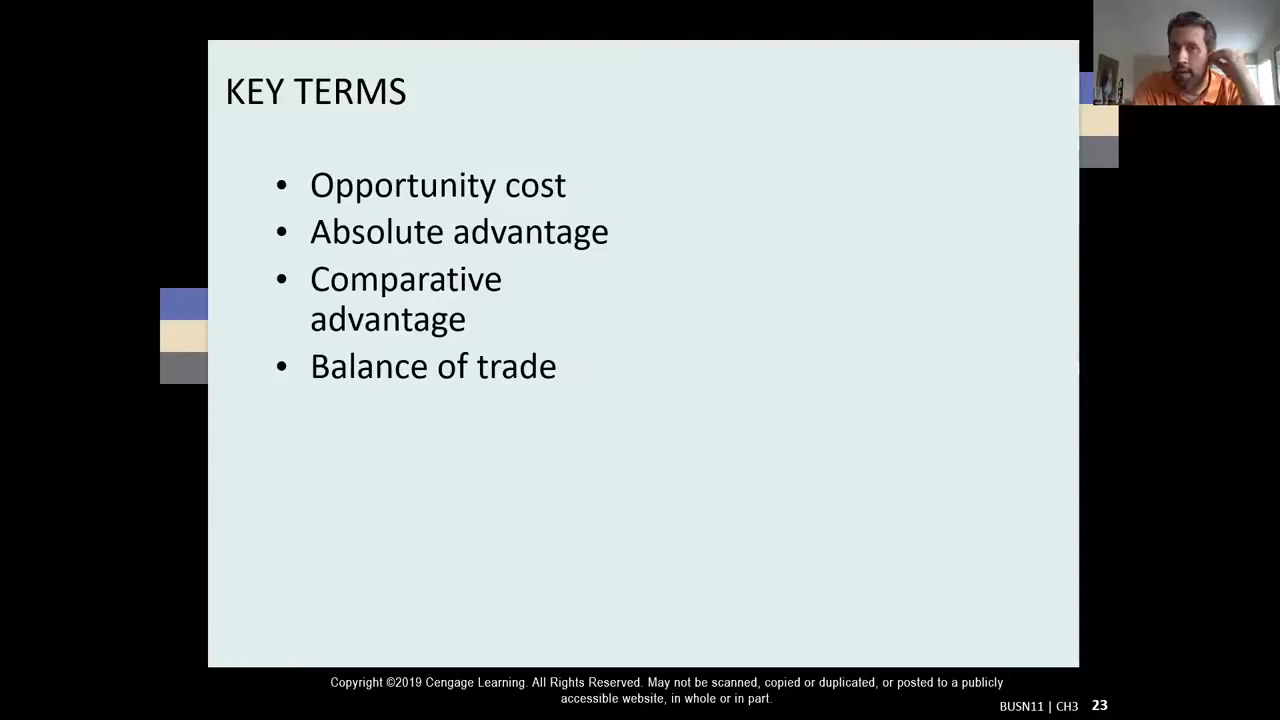 KEY TERMS
• Opportunity cost
• Absolute advantage
• Comparative
advantage
• Balance of trade
Copyright ©2019 Cengage Learning. All Rights Reserved. May not be scanned, copied or duplicated, or posted to a publicly
accessible website, in whole or in part.
BUSN11 | CH3 23